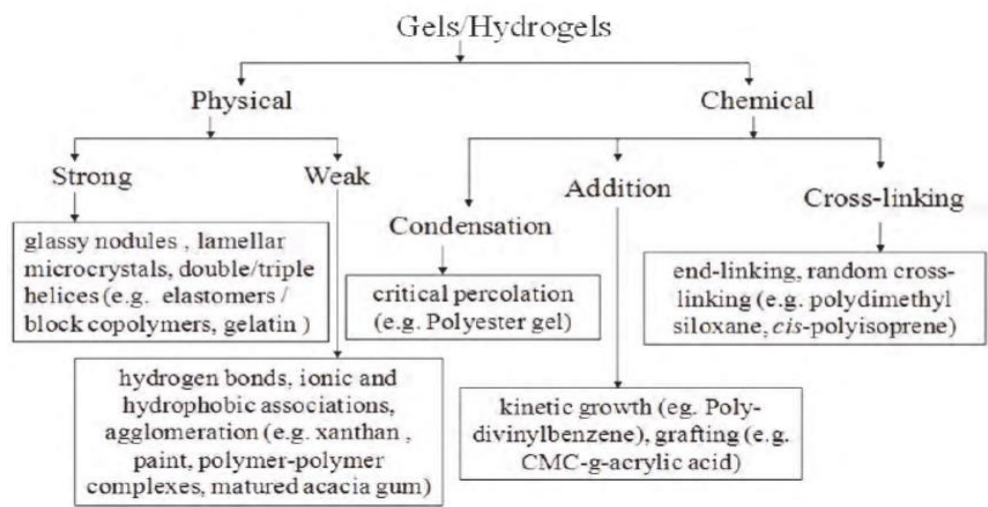 Gels/Hydrogels
Physical
Chemical
Strong
Weak
Condensation
Addition
Cross-linking
glassy nodules , lamellar
microcrystals, double/triple
helices (e.g. elastomers /
block copolymers, gelatin )
critical percolation
(e.g. Polyester gel)
end-linking, random cross-
linking (e.g. polydimethyl
siloxane, cis-polyisoprene)
hydrogen bonds, ionic and
hydrophobic associations,
agglomeration (e.g. xanthan ,
paint, polymer-polymer
complexes, matured acacia gum)
kinetic growth (eg. Poly-
divinylbenzene), grafting (e.g.
CMC-g-acrylic acid)